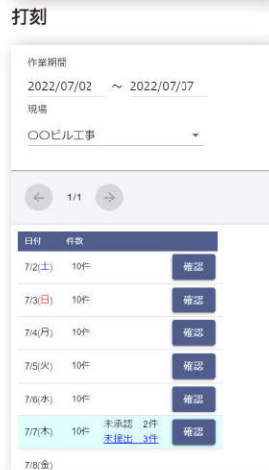 打刻
作業期間
2022/07/02 ～ 2022/07/07
現場
〇〇ビル工事
1/1
日付 件数
7/2(土) 10件 確認
7/3(日) 10件 確認
7/4(月) 10件 確認
7/5(火) 10件 確認
7/6(水) 10件 確認
7/7(木) 10件 未承認 2件 確認
未提出 3件
7/8(金)